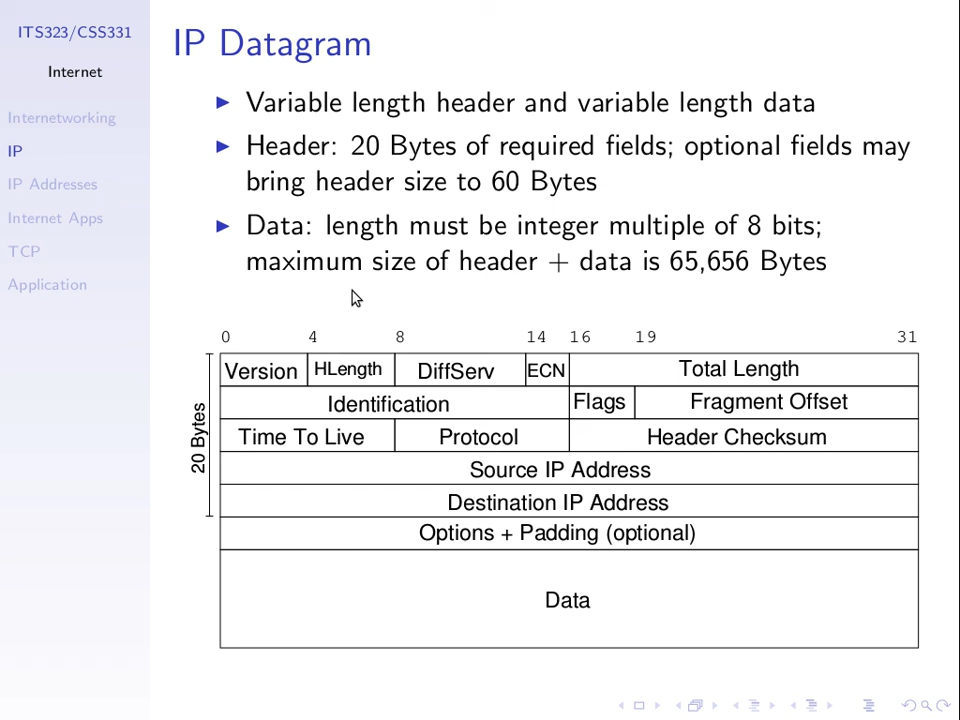 ITS323/CSS331
Internet
Internetworking
IP
IP Addresses
Internet Apps
TCP
Application
IP Datagram
Variable length header and variable length data
Header: 20 Bytes of required fields; optional fields may
bring header size to 60 Bytes
Data: length must be integer multiple of 8 bits;
maximum size of header + data is 65,656 Bytes
0 4 8 14 16 19 31
20 Bytes
Version HLength DiffServ ECN Total Length
Identification Flags Fragment Offset
Time To Live Protocol Header Checksum
Source IP Address
Destination IP Address
Options + Padding (optional)
Data